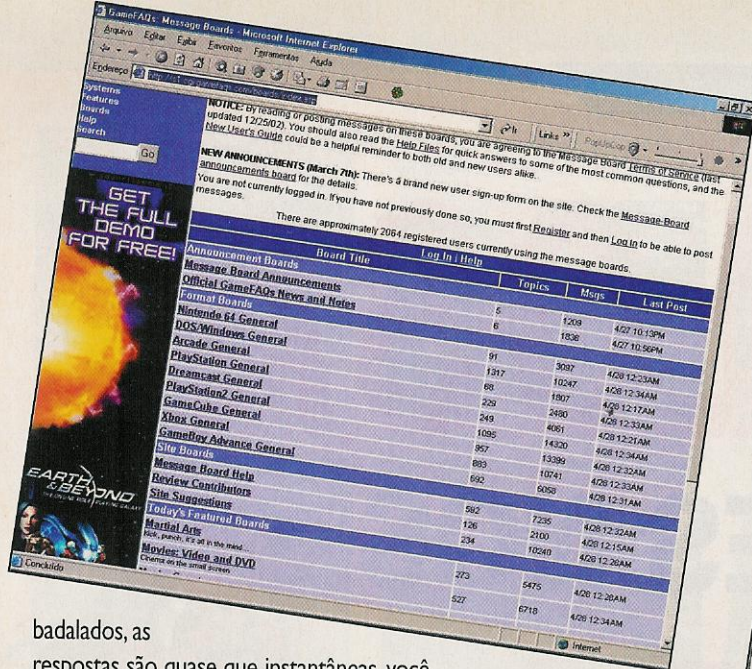 GameFAQs: Message Boards - Microsoft Internet Explorer
Arquivo Editar Exibir Favoritos Ferramentas Ajuda
Endereço
Links »
Systems
Features
Boards
Help
Search
Go
NOTICE: By reading or posting messages on these boards, you are agreeing to the Message Board Terms of Service (last
updated 12/25/02). You should also read the Help Files for quick answers to some of the most common questions, and the
New User's Guide could be a helpful reminder to both old and new users alike.
NEW ANNOUNCEMENTS (March 7th): There's a brand new user sign-up form on the site. Check the Message Board
announcements board for the details.
You are not currently logged in. If you have not previously done so, you must first Register and then Log In to be able to post
messages.
There are approximately 2064 registered users currently using the message boards.
Log In | Help
Board Title Topics Msgs Last Post
Announcement Boards
Message Board Announcements 5 1209 4/27 10:13PM
Official GameFAQs News and Notes 6 1836 4/27 10:56PM
Format Boards
Nintendo 64 General 91 3097 4/28 12:23AM
DOS/Windows General 1317 10247 4/28 12:34AM
Arcade General 68 1807 4/28 12:17AM
PlayStation General 229 2480 4/28 12:33AM
Dreamcast General 249 4061 4/28 12:21AM
PlayStation2 General 1095 14320 4/28 12:34AM
GameCube General 957 13399 4/28 12:32AM
Xbox General 883 10741 4/28 12:33AM
GameBoy Advance General 692 6058 4/28 12:31AM
Site Boards
Message Board Help 592 7235 4/28 12:32AM
Review Contributors 126 2100 4/28 12:15AM
Site Suggestions 234 10240 4/28 12:26AM
Today's Featured Boards
Martial Arts 273 5475 4/28 12:28AM
Kick, punch, it's all in the mind...
Movies: Video and DVD 527 6718 4/28 12:34AM
Cinema on the small screen
GET
THE FULL
DEMO
FOR FREE!
EARTH
& BEYOND
Concluído
Internet
badalados, as
respostas são quase que instantâneas, você